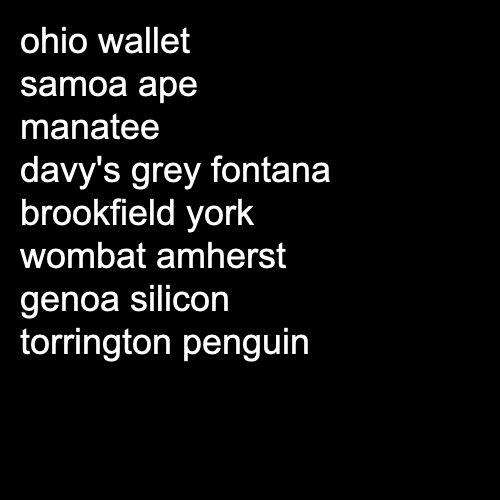 ohio wallet
samoa ape
manatee
davy's grey fontana
brookfield york
wombat amherst
genoa silicon
torrington penguin